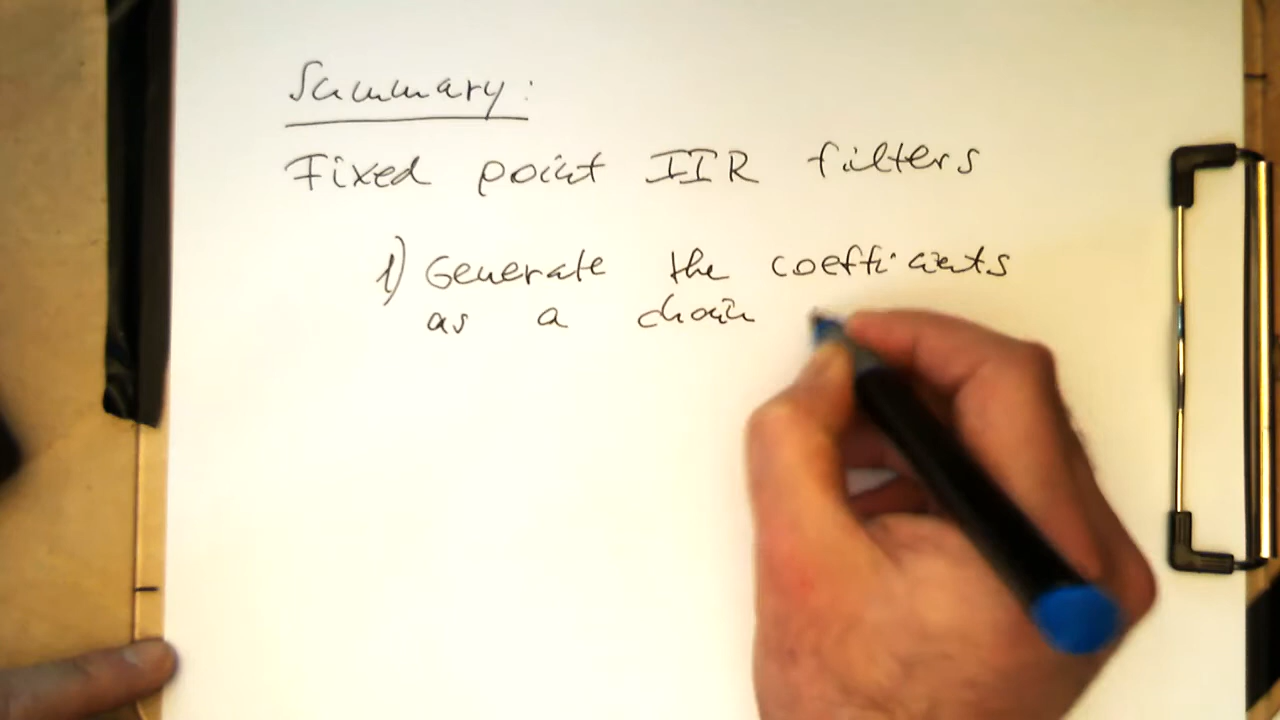 Summary:
Fixed point IIR filters
1) Generate the coefficients
as a chain